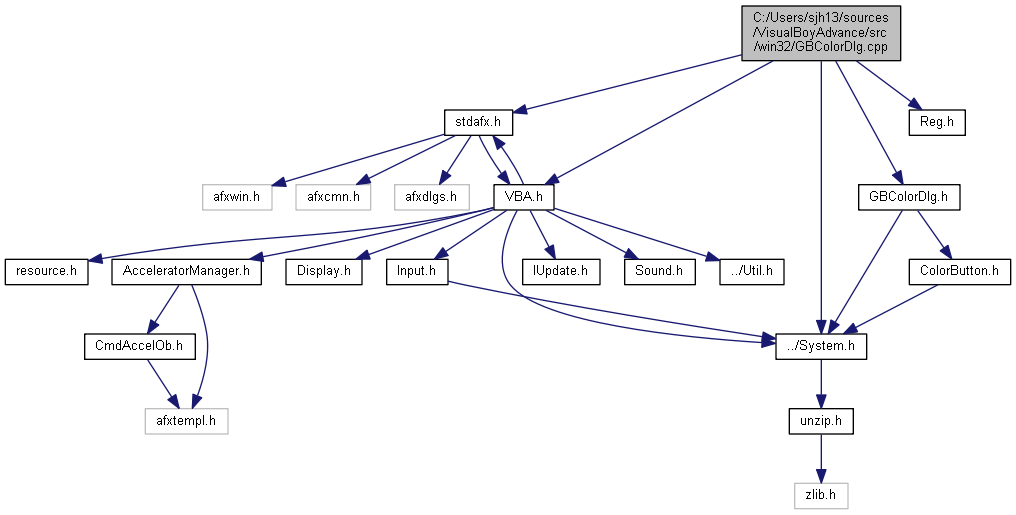 C:/Users/sjh13/sources
/VisualBoyAdvance/src
/win32/GBColorDlg.cpp
stdafx.h
Reg.h
afxwin.h
afxcmn.h
afxdlgs.h
VBA.h
GBColorDlg.h
resource.h
AcceleratorManager.h
Display.h
Input.h
IUpdate.h
Sound.h
../Util.h
ColorButton.h
CmdAccelOb.h
../System.h
afxtempl.h
unzip.h
zlib.h